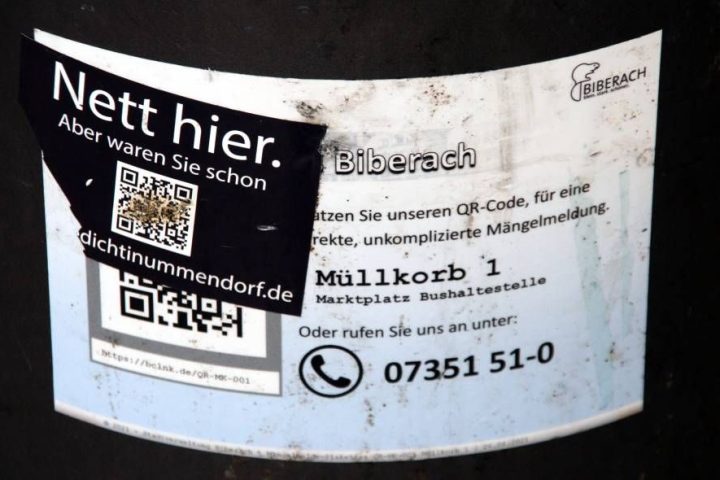 Nett hier.
Aber waren Sie schon
dichtinummendorf.de
BIBERACH
Biberach
utzen Sie unseren QR-Code, für eine
rekte, unkomplizierte Mängelmeldung.
Müllkorb 1
Marktplatz Bushaltestelle
Oder rufen Sie uns an unter:
07351 51-0
https://bclnk.de/QR-MK-001